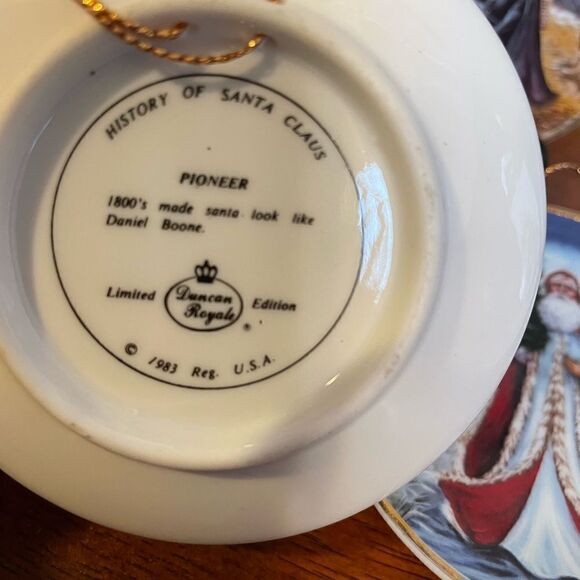 HISTORY OF SANTA CLAUS
PIONEER
1800's made santa look like
Daniel Boone.
Limited Duncan Royale ® Edition
© 1983 Reg. U.S.A.